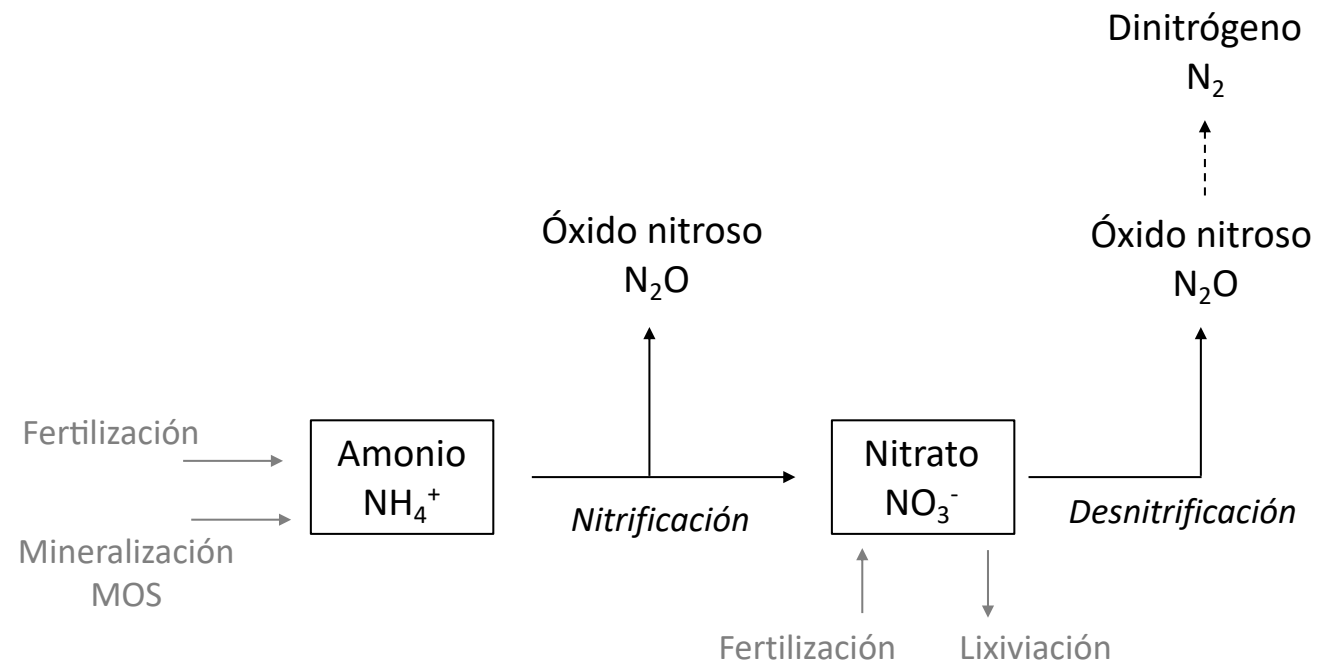 Dinitrógeno
N₂
Óxido nitroso
N₂O
Óxido nitroso
N₂O
Fertilización
Amonio
NH₄⁺
Nitrificación
Nitrato
NO₃⁻
Desnitrificación
Mineralización
MOS
Fertilización
Lixiviación